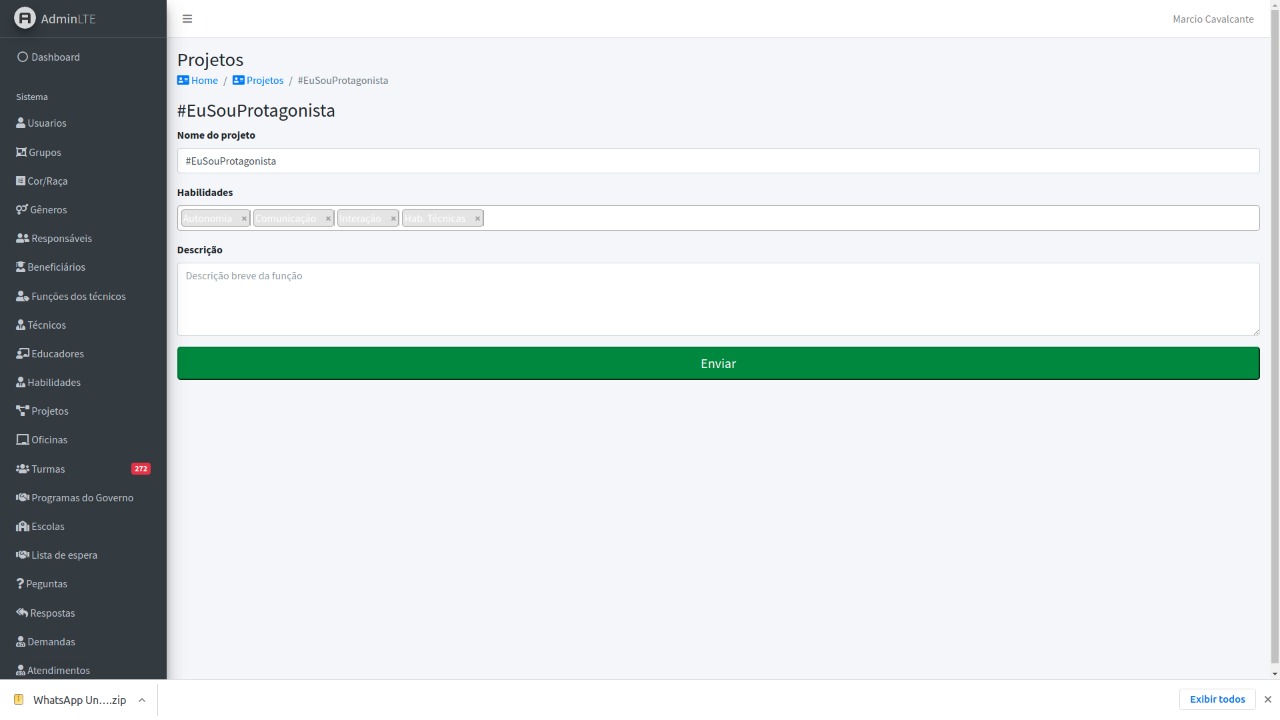 AdminLTE
Marcio Cavalcante
Dashboard
Sistema
Usuarios
Grupos
Cor/Raça
Gêneros
Responsáveis
Beneficiários
Funções dos técnicos
Técnicos
Educadores
Habilidades
Projetos
Oficinas
Turmas 272
Programas do Governo
Escolas
Lista de espera
Peguntas
Respostas
Demandas
Atendimentos
Projetos
Home / Projetos / #EuSouProtagonista
#EuSouProtagonista
Nome do projeto
#EuSouProtagonista
Habilidades
Autonomia × Comunicação × Interação × Hab. Técnicas ×
Descrição
Descrição breve da função
Enviar
WhatsApp Un....zip
Exibir todos